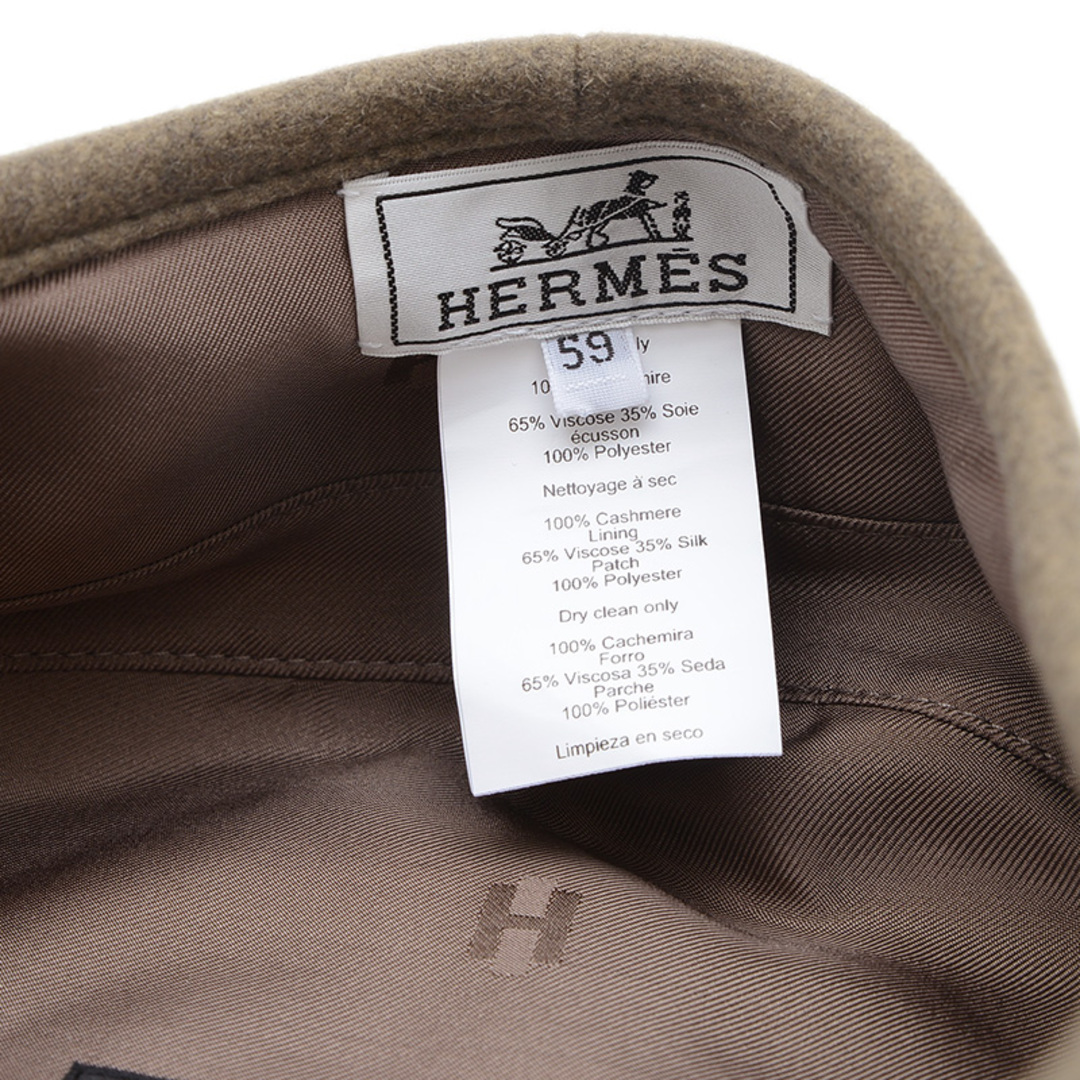 HERMÈS
59
65% Viscose 35% Soie
écusson
100% Polyester
Nettoyage à sec
100% Cashmere
Lining
65% Viscose 35% Silk
Patch
100% Polyester
Dry clean only
100% Cachemira
Forro
65% Viscosa 35% Seda
Parche
100% Poliéster
Limpieza en seco
H